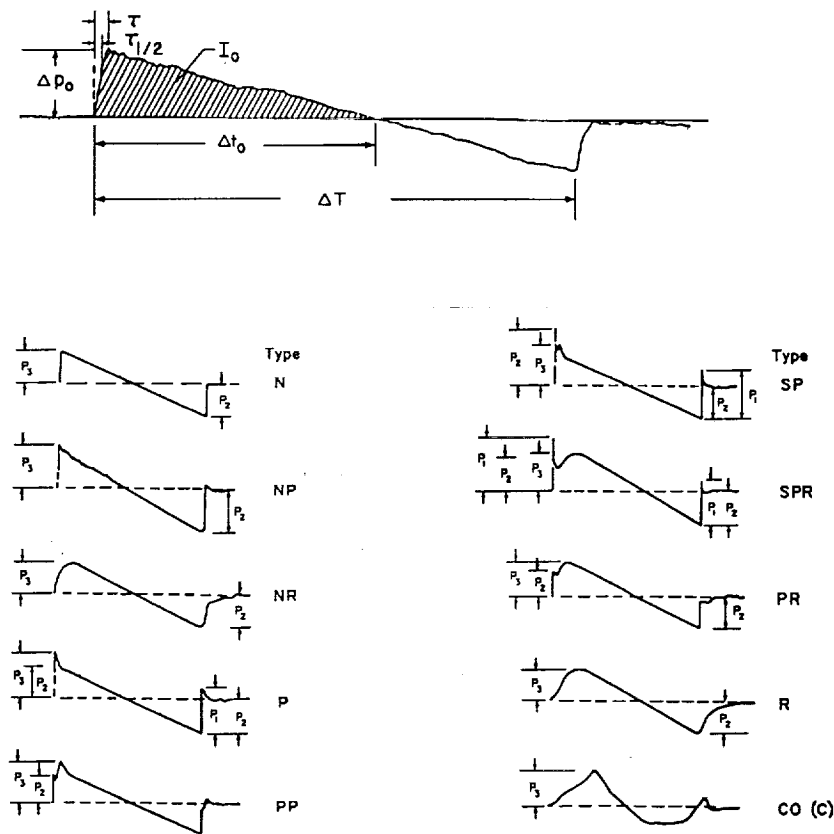 τ
τ1/2
I₀
Δp₀
Δt₀
ΔT
Type
P₃
P₂
N
P₃
P₂
NP
P₃
P₂
NR
P₃
P₂
P₁
P₂
P
P₃
P₂
PP
Type
P₂
P₃
P₁
P₂
SP
P₁
P₂
P₃
P₁
P₂
SPR
P₃
P₂
P₂
PR
P₃
P₂
R
P₃
CO (C)